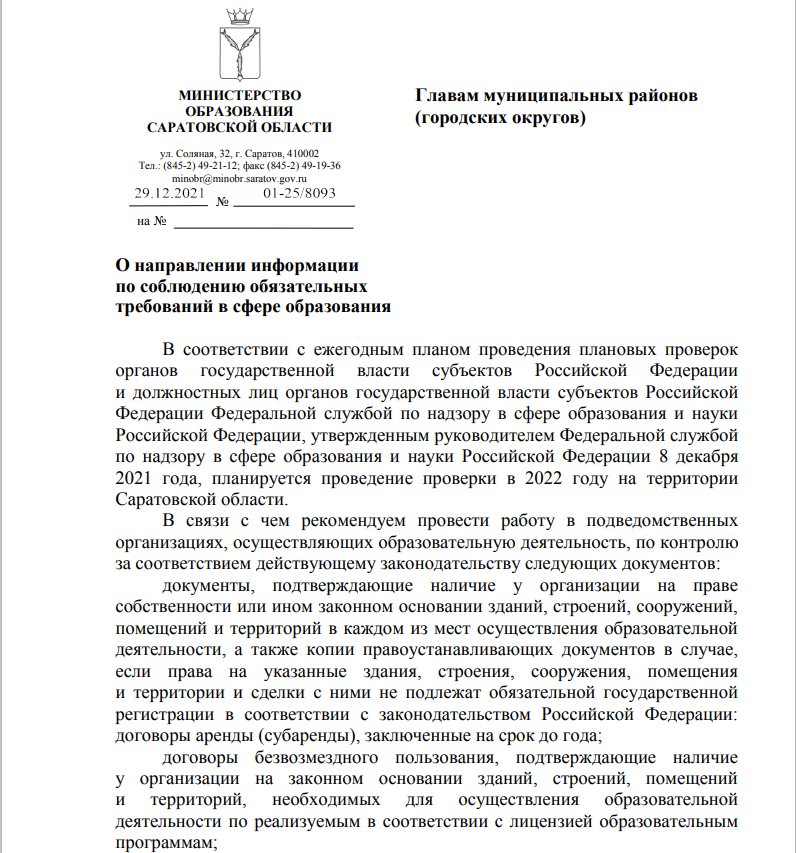 МИНИСТЕРСТВО
ОБРАЗОВАНИЯ
САРАТОВСКОЙ ОБЛАСТИ
ул. Соляная, 32, г. Саратов, 410002
Тел.: (845-2) 49-21-12; факс (845-2) 49-19-36
minobr@minobr.saratov.gov.ru
29.12.2021 № 01-25/8093
на №
Главам муниципальных районов
(городских округов)
О направлении информации
по соблюдению обязательных
требований в сфере образования
В соответствии с ежегодным планом проведения плановых проверок
органов государственной власти субъектов Российской Федерации
и должностных лиц органов государственной власти субъектов Российской
Федерации Федеральной службой по надзору в сфере образования и науки
Российской Федерации, утвержденным руководителем Федеральной службой
по надзору в сфере образования и науки Российской Федерации 8 декабря
2021 года, планируется проведение проверки в 2022 году на территории
Саратовской области.
В связи с чем рекомендуем провести работу в подведомственных
организациях, осуществляющих образовательную деятельность, по контролю
за соответствием действующему законодательству следующих документов:
документы, подтверждающие наличие у организации на праве
собственности или ином законном основании зданий, строений, сооружений,
помещений и территорий в каждом из мест осуществления образовательной
деятельности, а также копии правоустанавливающих документов в случае,
если права на указанные здания, строения, сооружения, помещения
и территории и сделки с ними не подлежат обязательной государственной
регистрации в соответствии с законодательством Российской Федерации:
договоры аренды (субаренды), заключенные на срок до года;
договоры безвозмездного пользования, подтверждающие наличие
у организации на законном основании зданий, строений, помещений
и территорий, необходимых для осуществления образовательной
деятельности по реализуемым в соответствии с лицензией образовательным
программам;